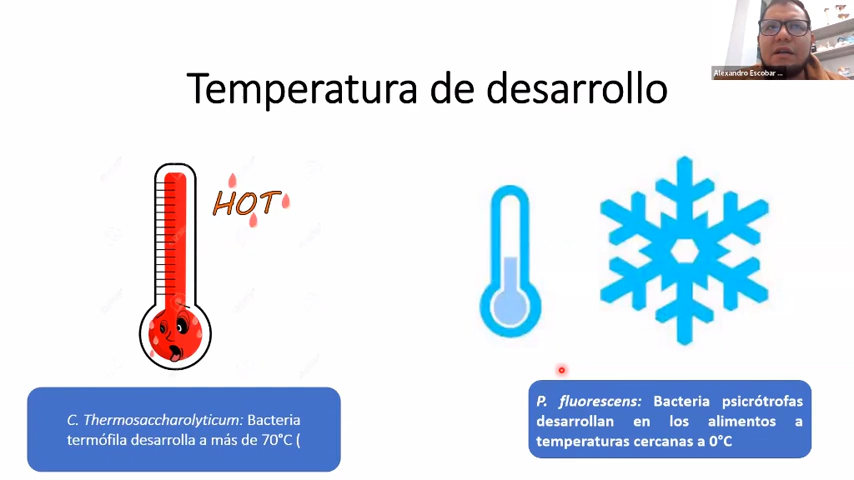 Alexandro Escobar ...
Temperatura de desarrollo
HOT
C. Thermosaccharolyticum: Bacteria
termófila desarrolla a más de 70°C (
P. fluorescens: Bacteria psicrótrofas
desarrollan en los alimentos a
temperaturas cercanas a 0°C